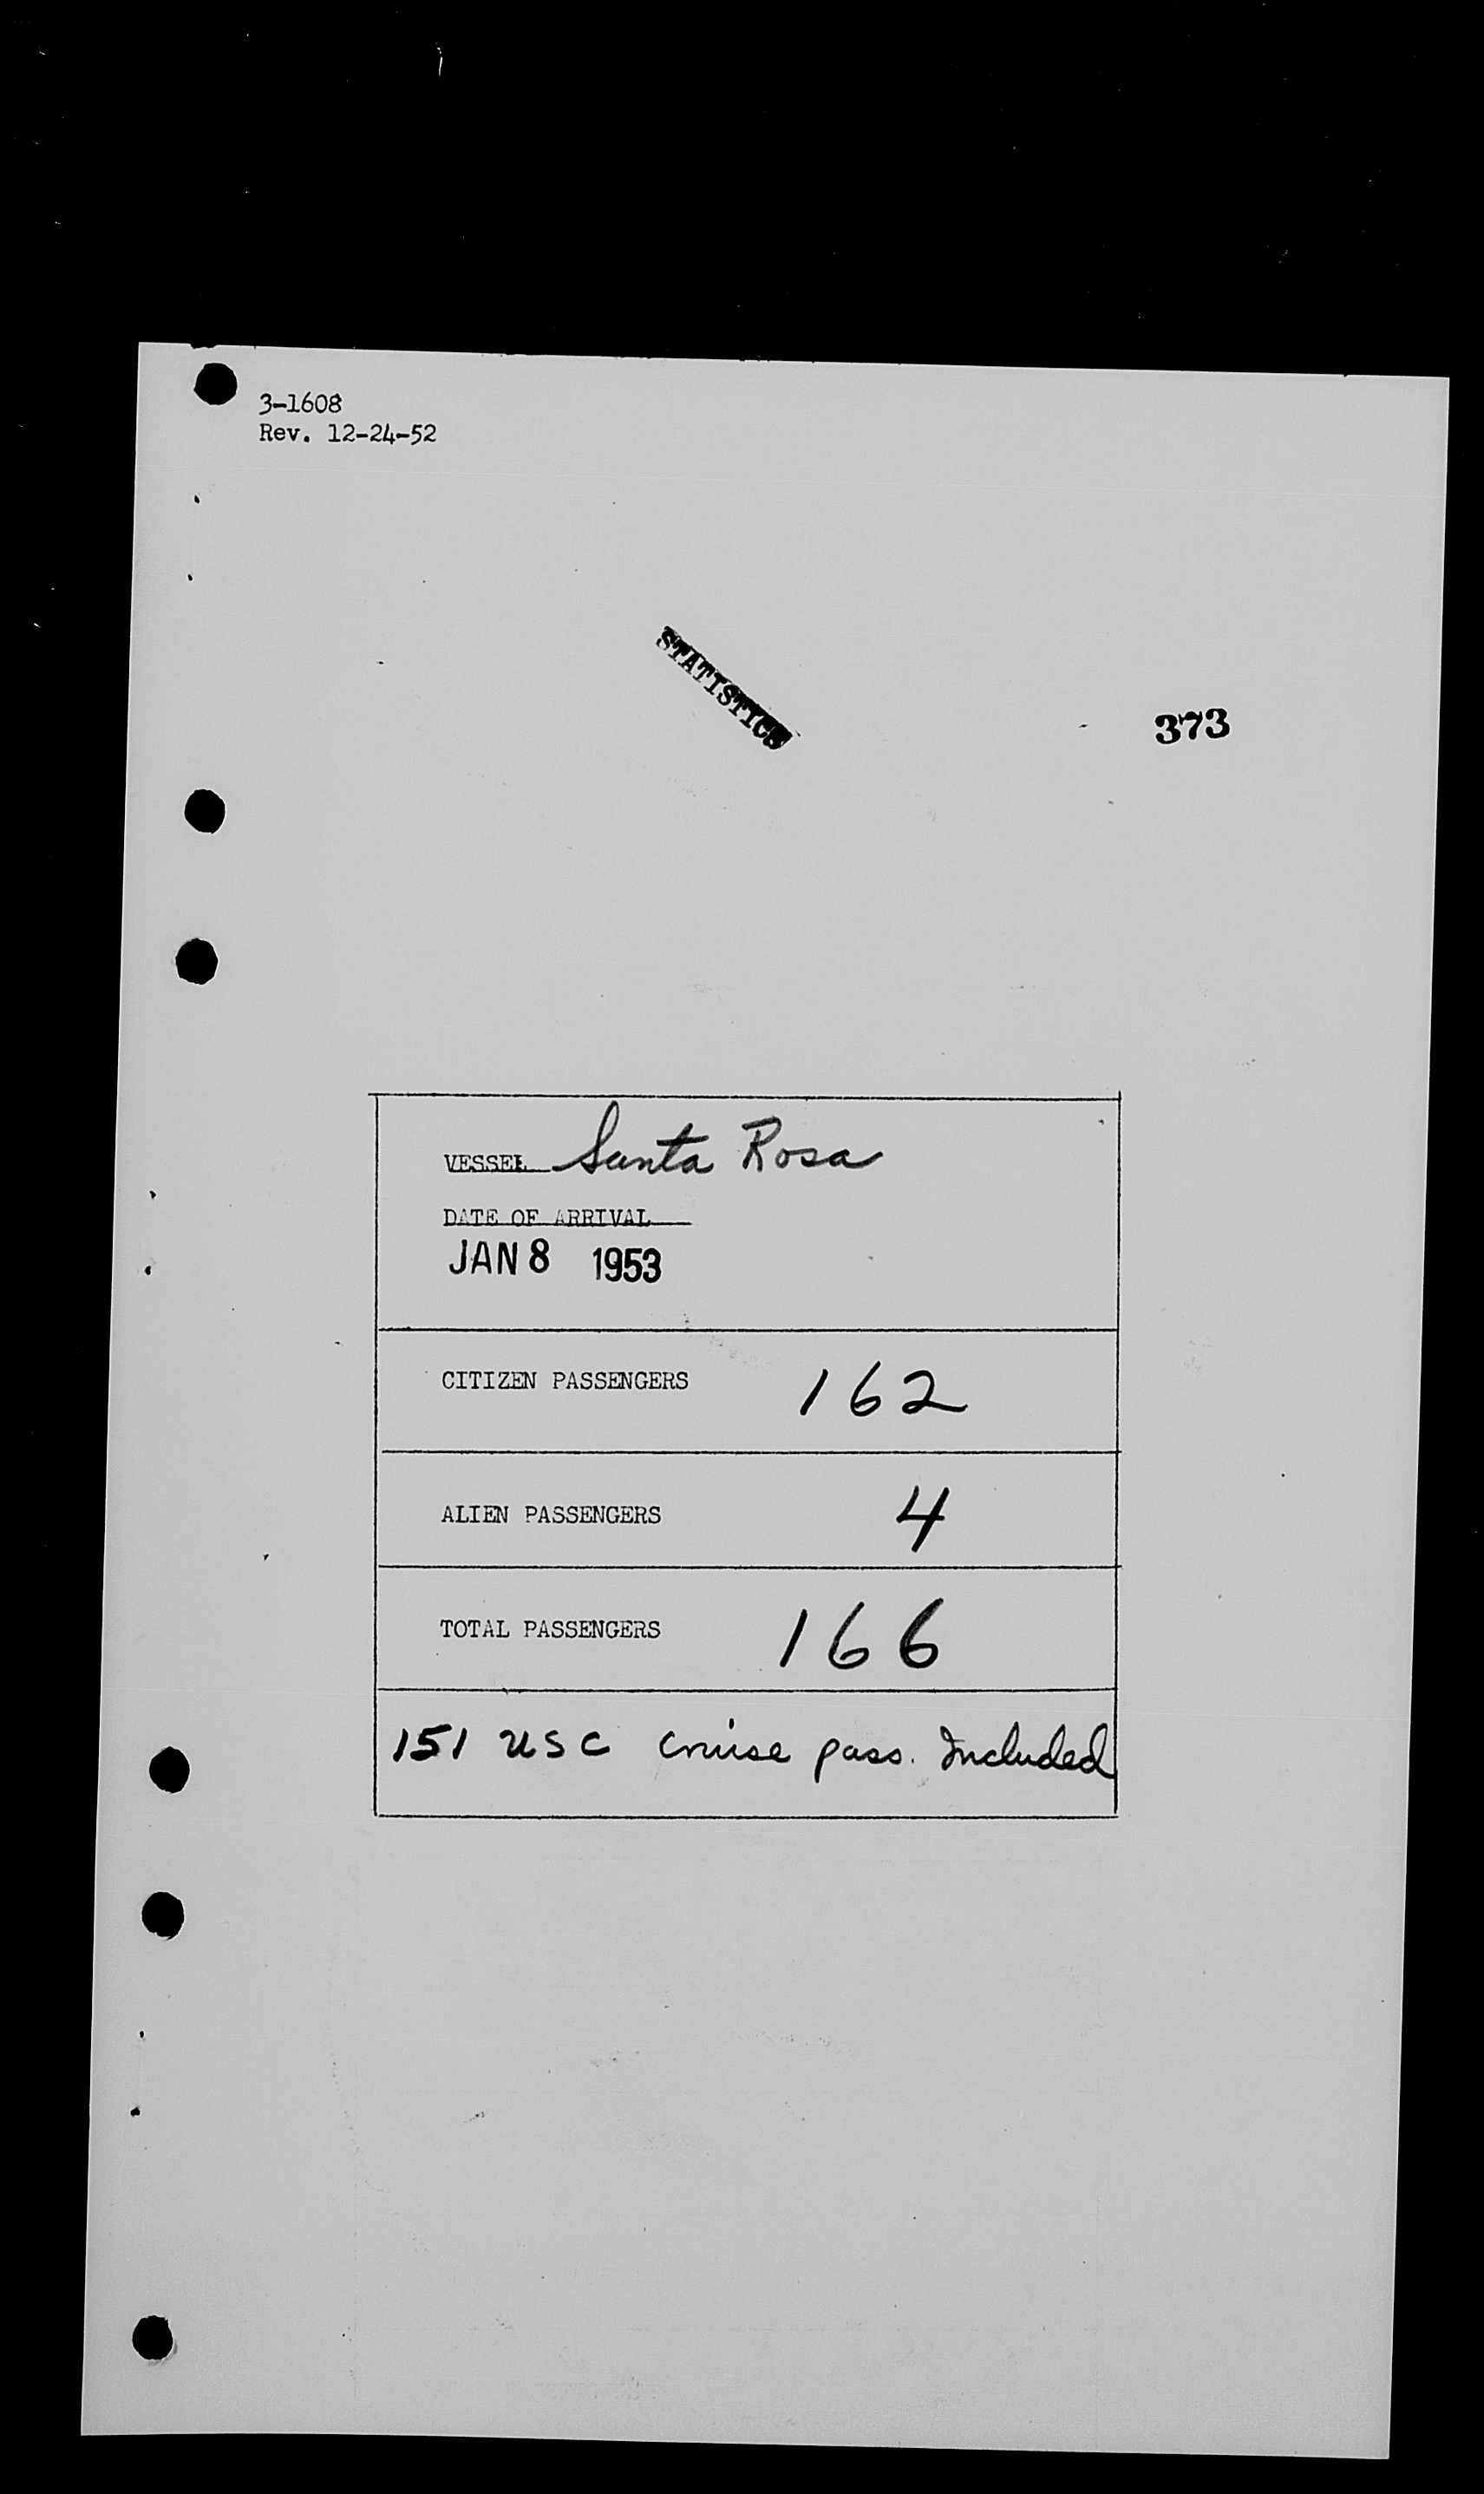 3-1608
Rev. 12-24-52
STATISTICS
373
VESSEL Santa Rosa
DATE OF ARRIVAL
JAN 8 1953
CITIZEN PASSENGERS 162
ALIEN PASSENGERS 4
TOTAL PASSENGERS 166
151 USC cruise pass. Included